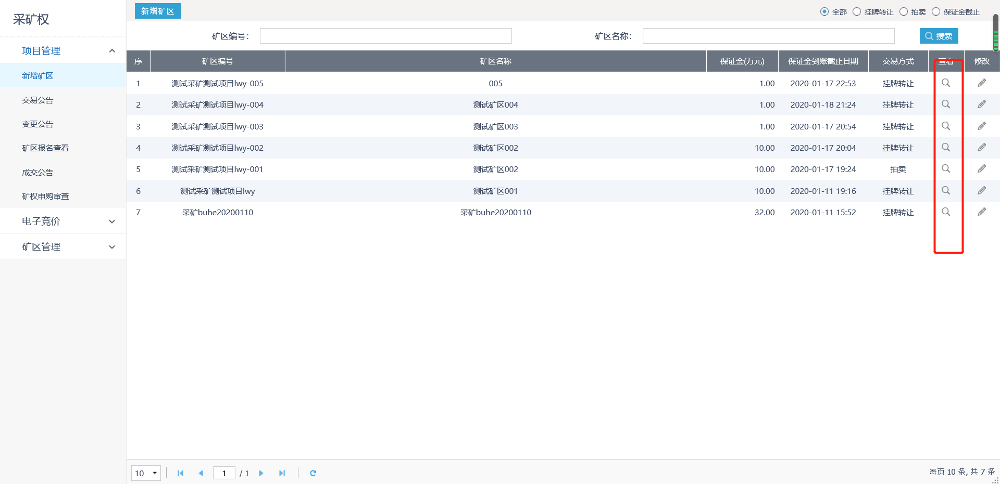 采矿权
项目管理
新增矿区
交易公告
变更公告
矿区报名查看
成交公告
矿权申购审查
电子竞价
矿区管理
新增矿区
全部 挂牌转让 拍卖 保证金截止
矿区编号: 矿区名称: 搜索
序 矿区编号 矿区名称 保证金(万元) 保证金到账截止日期 交易方式 查看 修改
1 测试采矿测试项目lwy-005 005 1.00 2020-01-17 22:53 挂牌转让
2 测试采矿测试项目lwy-004 测试矿区004 1.00 2020-01-18 21:24 挂牌转让
3 测试采矿测试项目lwy-003 测试矿区003 1.00 2020-01-17 20:54 挂牌转让
4 测试采矿测试项目lwy-002 测试矿区002 10.00 2020-01-17 20:04 挂牌转让
5 测试采矿测试项目lwy-001 测试矿区002 10.00 2020-01-17 19:24 拍卖
6 测试采矿测试项目lwy 测试矿区001 10.00 2020-01-11 19:16 挂牌转让
7 采矿buhe20200110 采矿buhe20200110 32.00 2020-01-11 15:52 挂牌转让
10 1 / 1 每页 10 条, 共 7 条